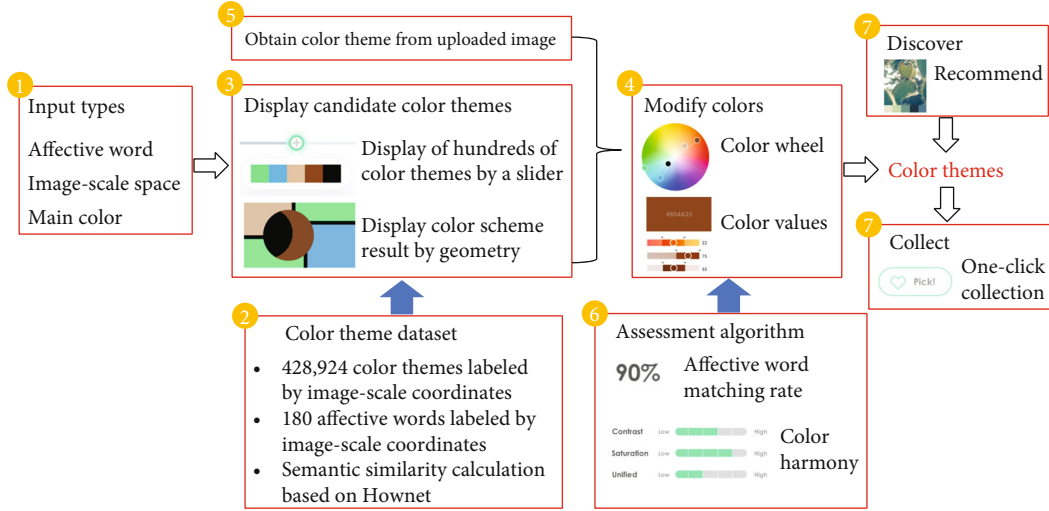 5
Obtain color theme from uploaded image
1
Input types
Affective word
Image-scale space
Main color
3
Display candidate color themes
Display of hundreds of
color themes by a slider
Display color scheme
result by geometry
2
Color theme dataset
• 428,924 color themes labeled
by image-scale coordinates
• 180 affective words labeled by
image-scale coordinates
• Semantic similarity calculation
based on Hownet
4
Modify colors
Color wheel
#8D4A23
Color values
22
75
55
6
Assessment algorithm
90%
Affective word
matching rate
Contrast Low High
Saturation Low High
Unified Low High
Color
harmony
7
Discover
Recommend
Color themes
7
Collect
Pick!
One-click
collection